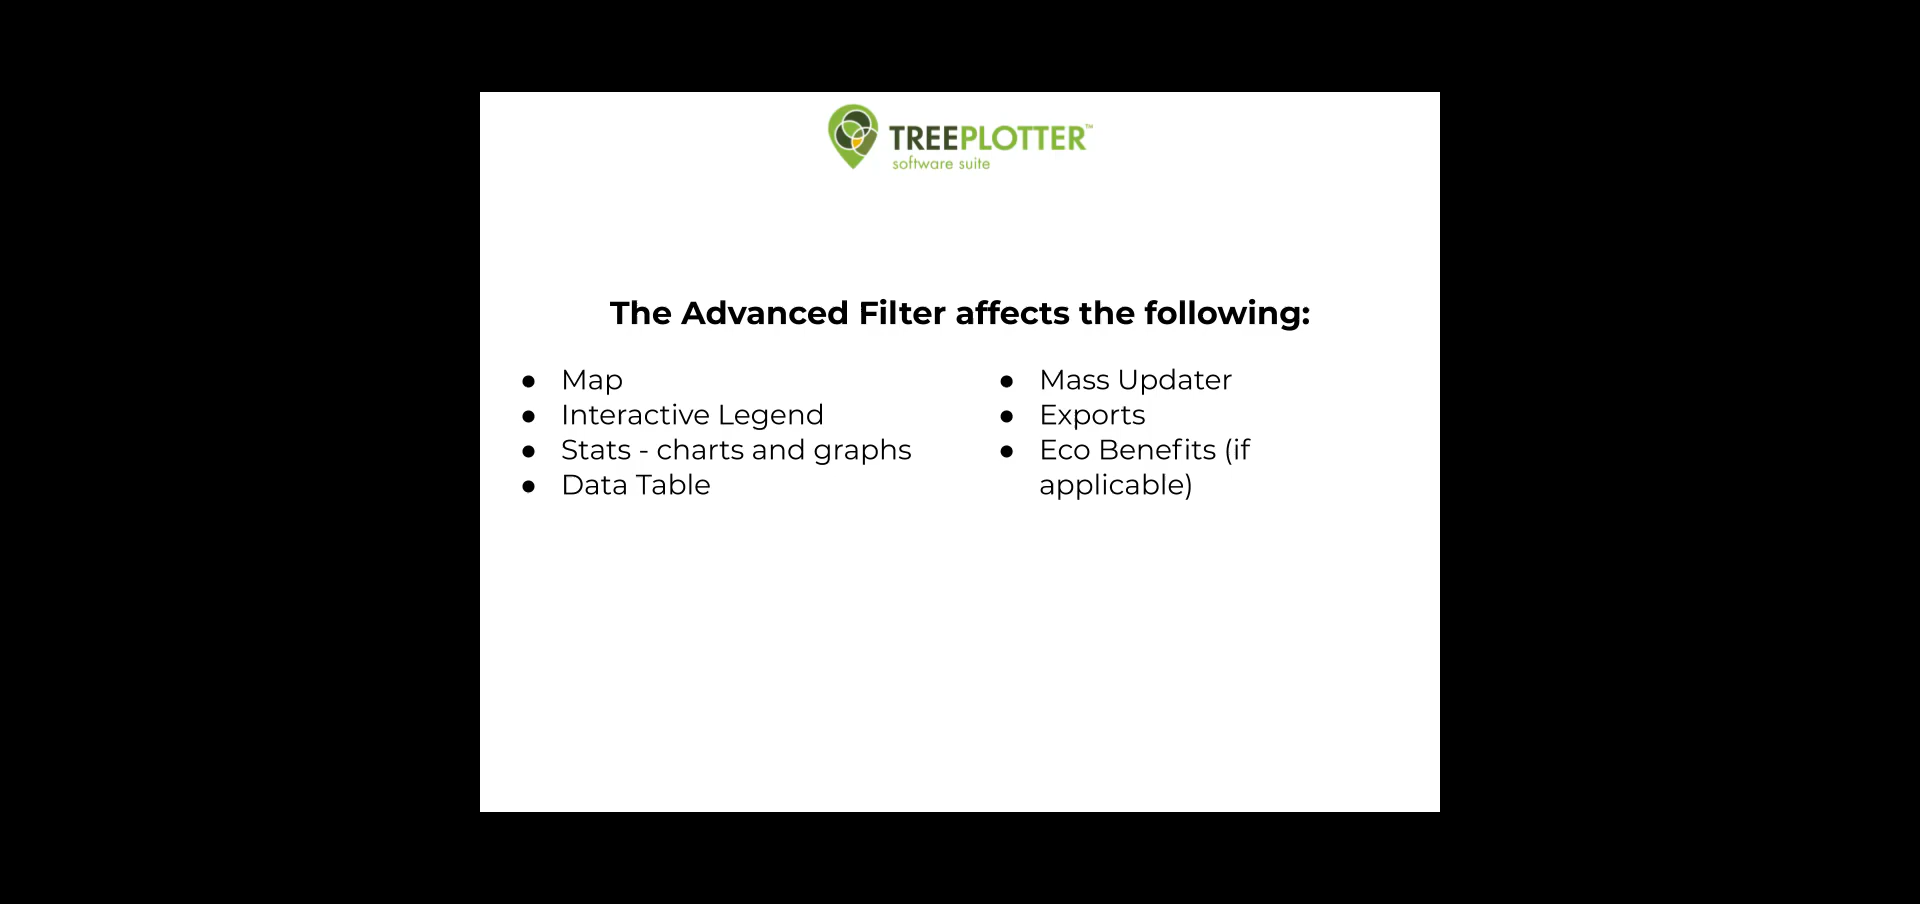 TREEPLOTTER™
software suite
The Advanced Filter affects the following:
● Map
● Interactive Legend
● Stats - charts and graphs
● Data Table
● Mass Updater
● Exports
● Eco Benefits (if
applicable)